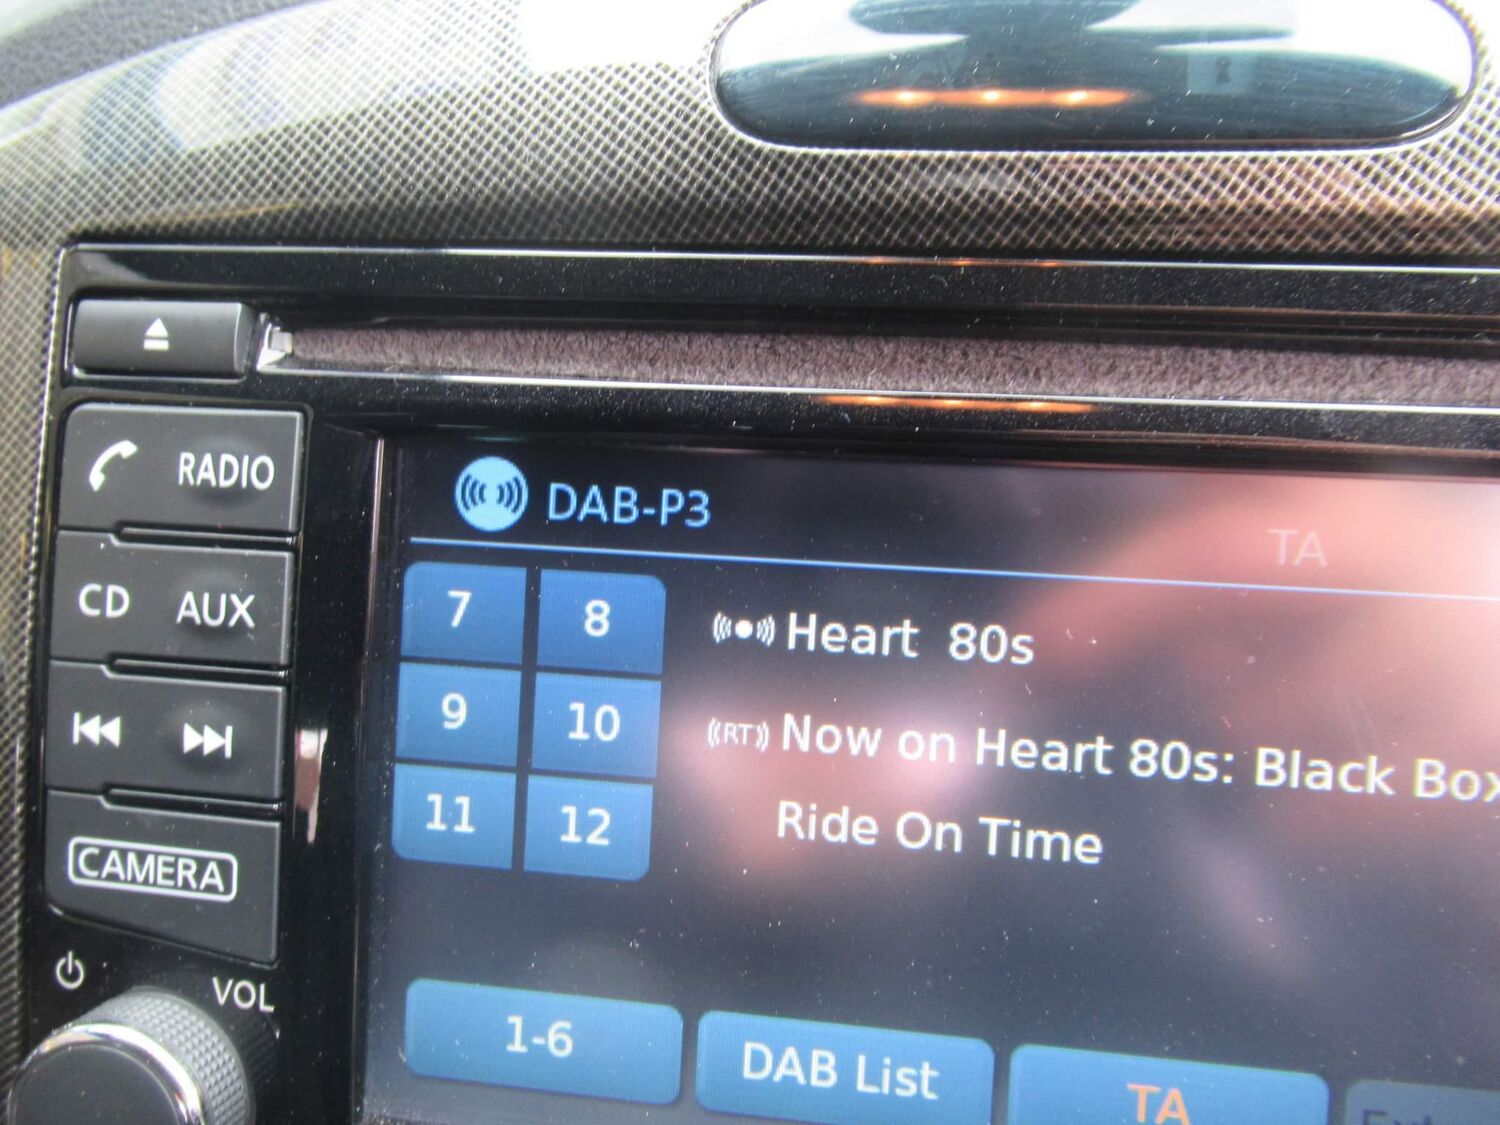 RADIO
CD AUX
CAMERA
VOL
DAB-P3
TA
7 8
9 10
11 12
Heart 80s
((RT)) Now on Heart 80s: Black Box
Ride On Time
1-6
DAB List
TA